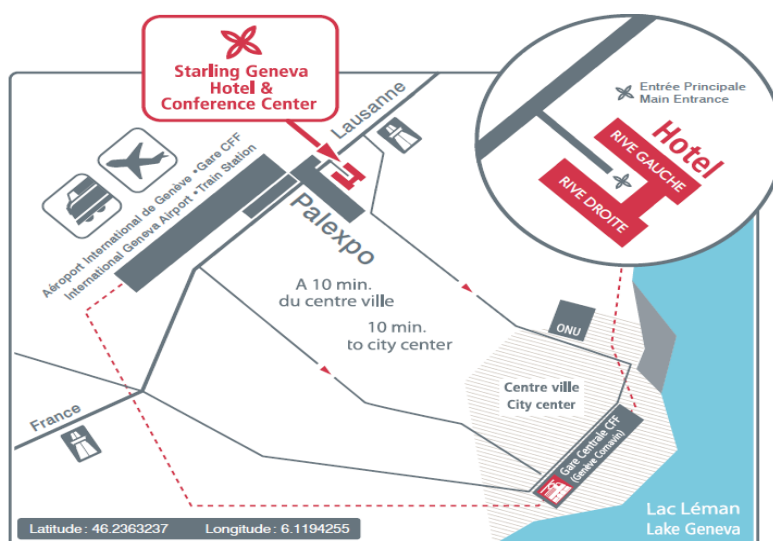 Starling Geneva
Hotel &
Conference Center
Lausanne
Entrée Principale
Main Entrance
Hotel
RIVE GAUCHE
RIVE DROITE
Aéroport International de Genève • Gare CFF
International Geneva Airport • Train Station
Palexpo
A 10 min.
du centre ville
10 min.
to city center
ONU
Centre ville
City center
France
Gare Centrale CFF
(Genève Cornavin)
Lac Léman
Lake Geneva
Latitude : 46.2363237 Longitude : 6.1194255